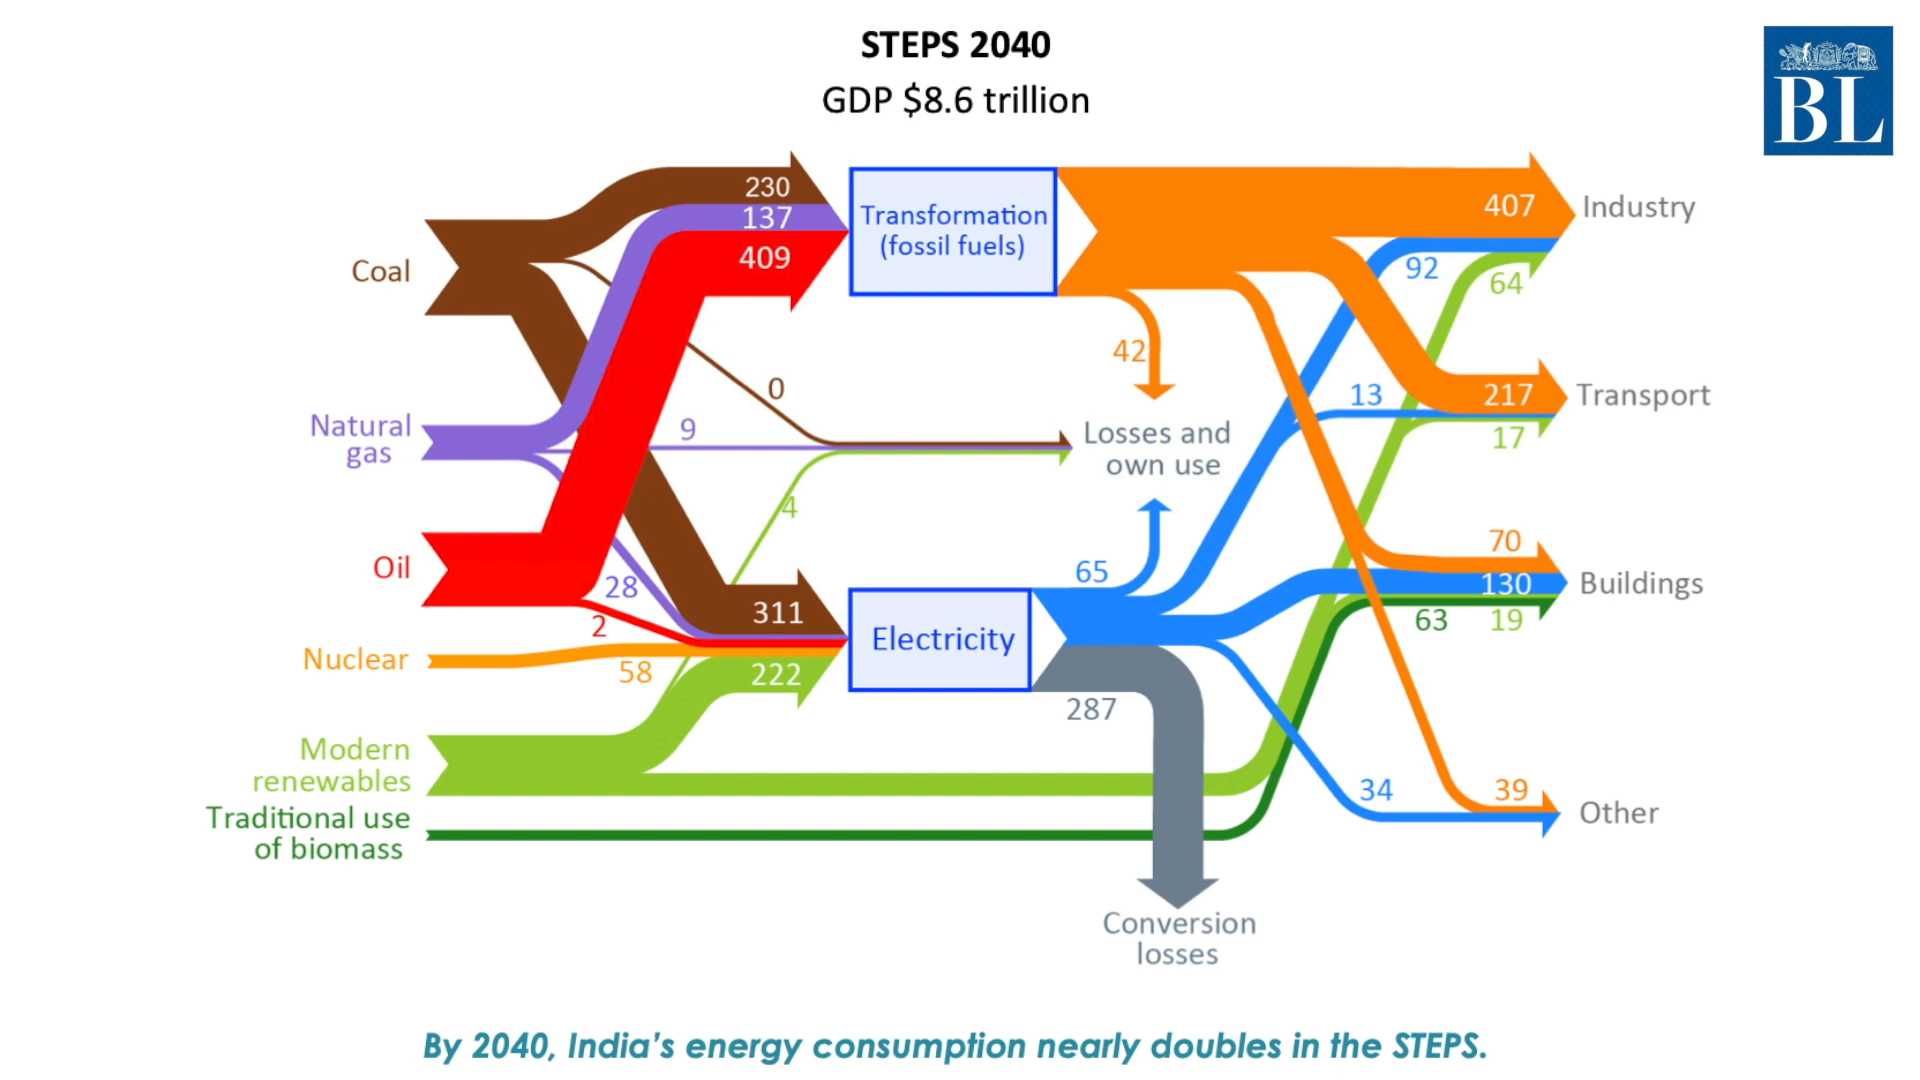 STEPS 2040
GDP $8.6 trillion
BL
230
137
409
Transformation
(fossil fuels)
407
Industry
92
64
Coal
42
0
13
217
Transport
17
Natural
gas
9
Losses and
own use
4
Oil
28
2
65
70
130
Buildings
63
19
311
Electricity
Nuclear
58
222
287
Modern
renewables
34
39
Other
Traditional use
of biomass
Conversion
losses
By 2040, India's energy consumption nearly doubles in the STEPS.